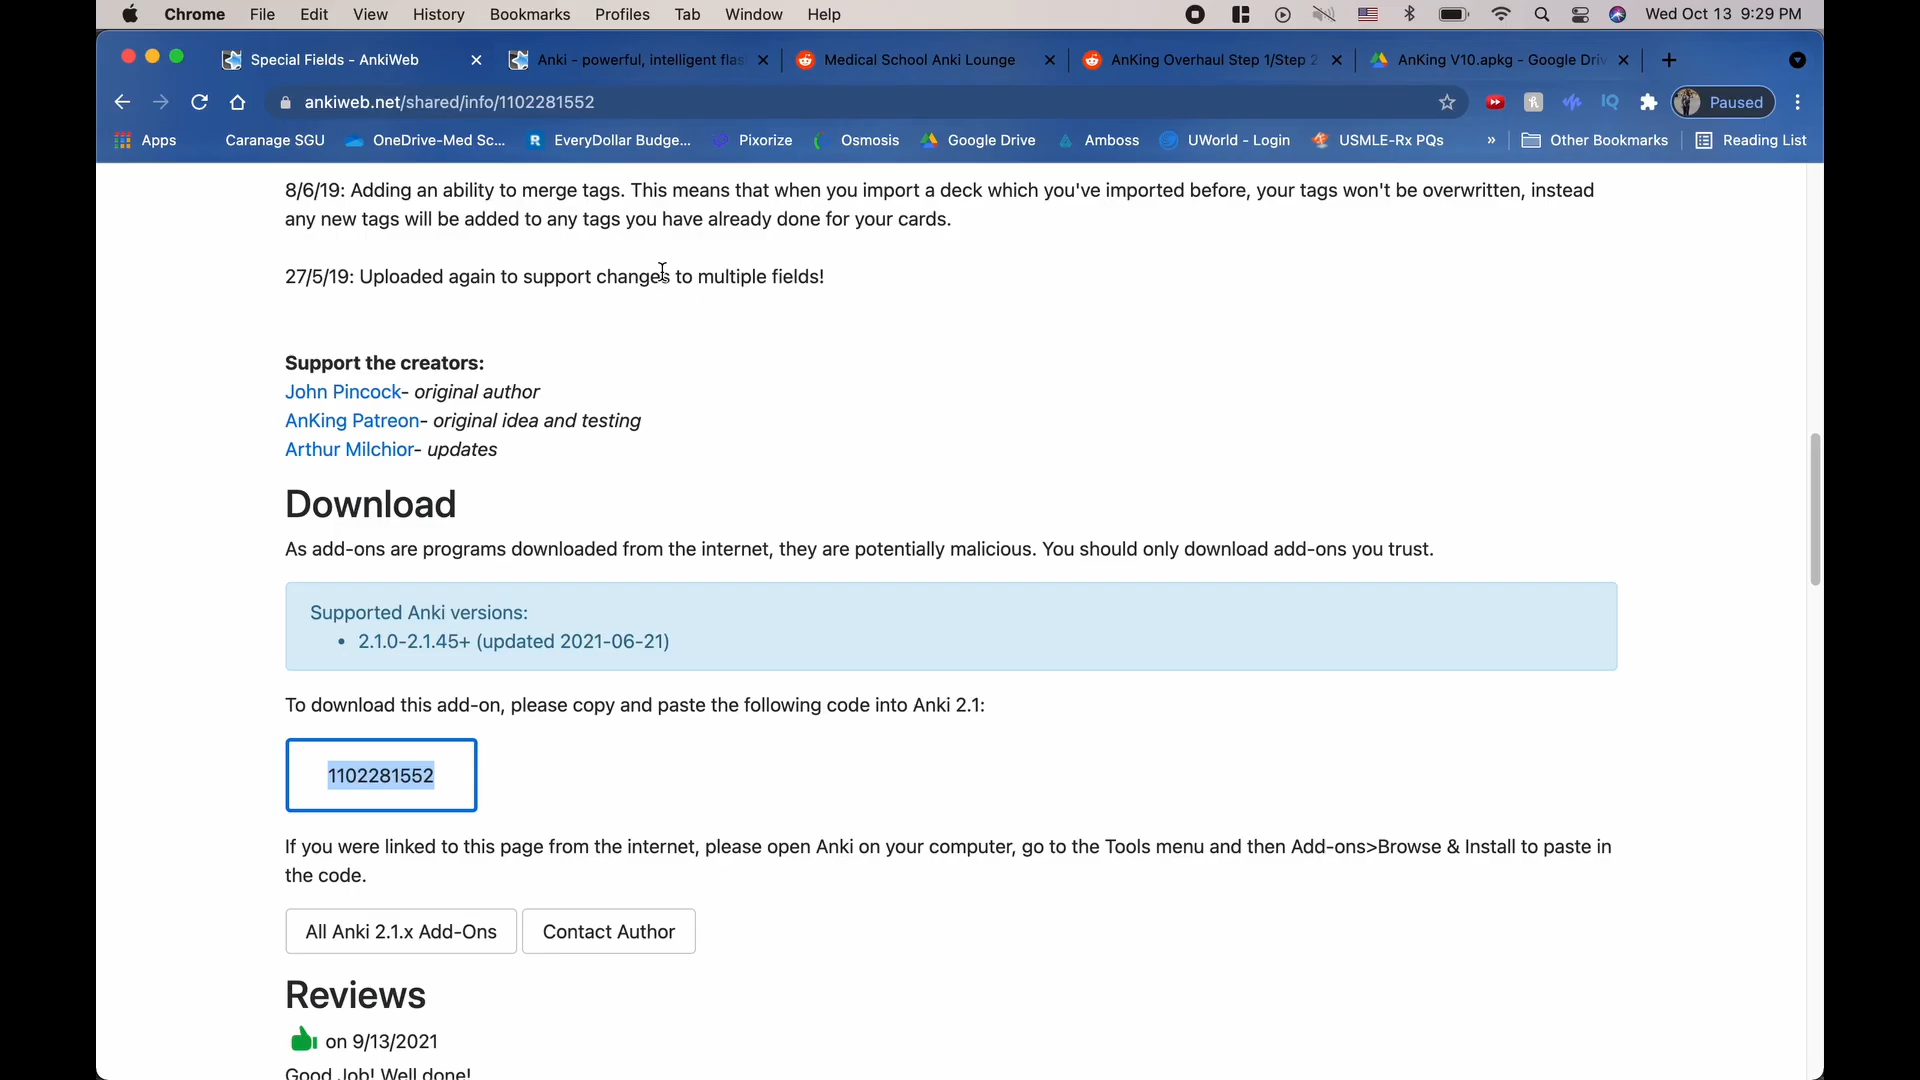 Chrome File Edit View History Bookmarks Profiles Tab Window Help Wed Oct 13 9:29 PM
Special Fields - AnkiWeb Anki - powerful, intelligent flas Medical School Anki Lounge AnKing Overhaul Step 1/Step 2 AnKing V10.apkg - Google Driv
ankiweb.net/shared/info/1102281552 Paused
Apps Caranage SGU OneDrive-Med Sc... EveryDollar Budge... Pixorize Osmosis Google Drive Amboss UWorld - Login USMLE-Rx PQs » Other Bookmarks Reading List
8/6/19: Adding an ability to merge tags. This means that when you import a deck which you've imported before, your tags won't be overwritten, instead
any new tags will be added to any tags you have already done for your cards.
27/5/19: Uploaded again to support changes to multiple fields!
Support the creators:
John Pincock- original author
AnKing Patreon- original idea and testing
Arthur Milchior- updates
Download
As add-ons are programs downloaded from the internet, they are potentially malicious. You should only download add-ons you trust.
Supported Anki versions:
• 2.1.0-2.1.45+ (updated 2021-06-21)
To download this add-on, please copy and paste the following code into Anki 2.1:
1102281552
If you were linked to this page from the internet, please open Anki on your computer, go to the Tools menu and then Add-ons>Browse & Install to paste in
the code.
All Anki 2.1.x Add-Ons Contact Author
Reviews
on 9/13/2021
Good Job! Well done!